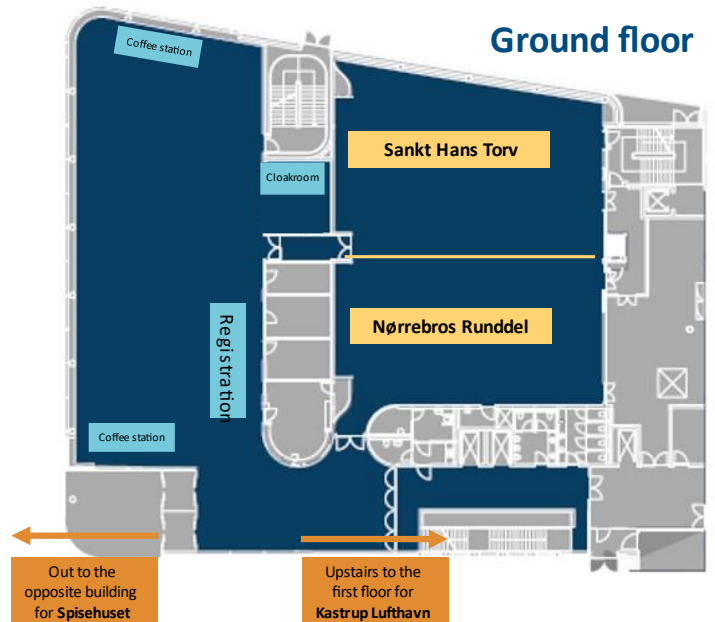 Ground floor
Coffee station
Sankt Hans Torv
Cloakroom
Nørrebros Runddel
Registration
Coffee station
Out to the
opposite building
for Spisehuset
Upstairs to the
first floor for
Kastrup Lufthavn